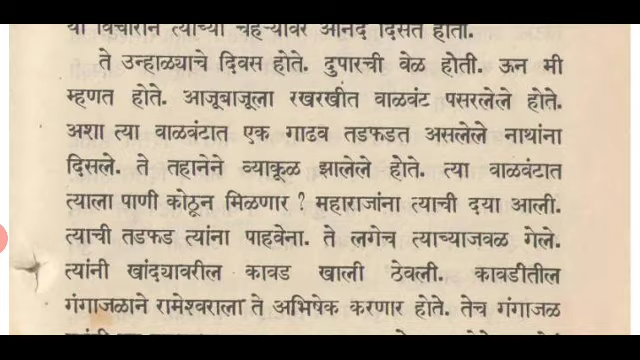 या विचाराने त्यांच्या चेहऱ्यावर आनंद दिसत होता.
ते उन्हाळ्याचे दिवस होते. दुपारची वेळ होती. ऊन मी
म्हणत होते. आजूबाजूला रखरखीत वाळवंट पसरलेले होते.
अशा त्या वाळवंटात एक गाढव तडफडत असलेले नाथांना
दिसले. ते तहानेने व्याकूळ झालेले होते. त्या वाळवंटात
त्याला पाणी कोठून मिळणार ? महाराजांना त्याची दया आली.
त्याची तडफड त्यांना पाहवेना. ते लगेच त्याच्याजवळ गेले.
त्यांनी खांद्यावरील कावड खाली ठेवली. कावडीतील
गंगाजळाने रामेश्वराला ते अभिषेक करणार होते. तेच गंगाजळ